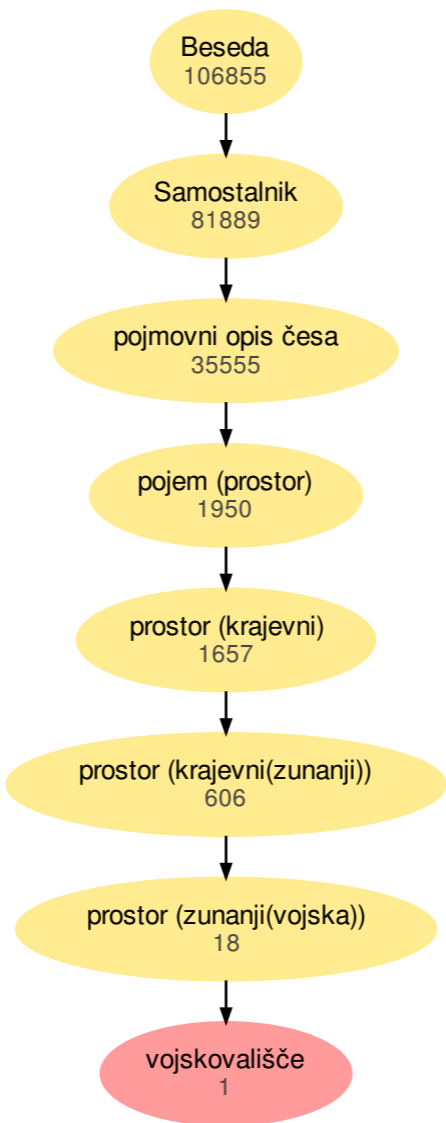 Beseda
106855
Samostalnik
81889
pojmovni opis česa
35555
pojem (prostor)
1950
prostor (krajevni)
1657
prostor (krajevni(zunanji))
606
prostor (zunanji(vojska))
18
vojskovališče
1